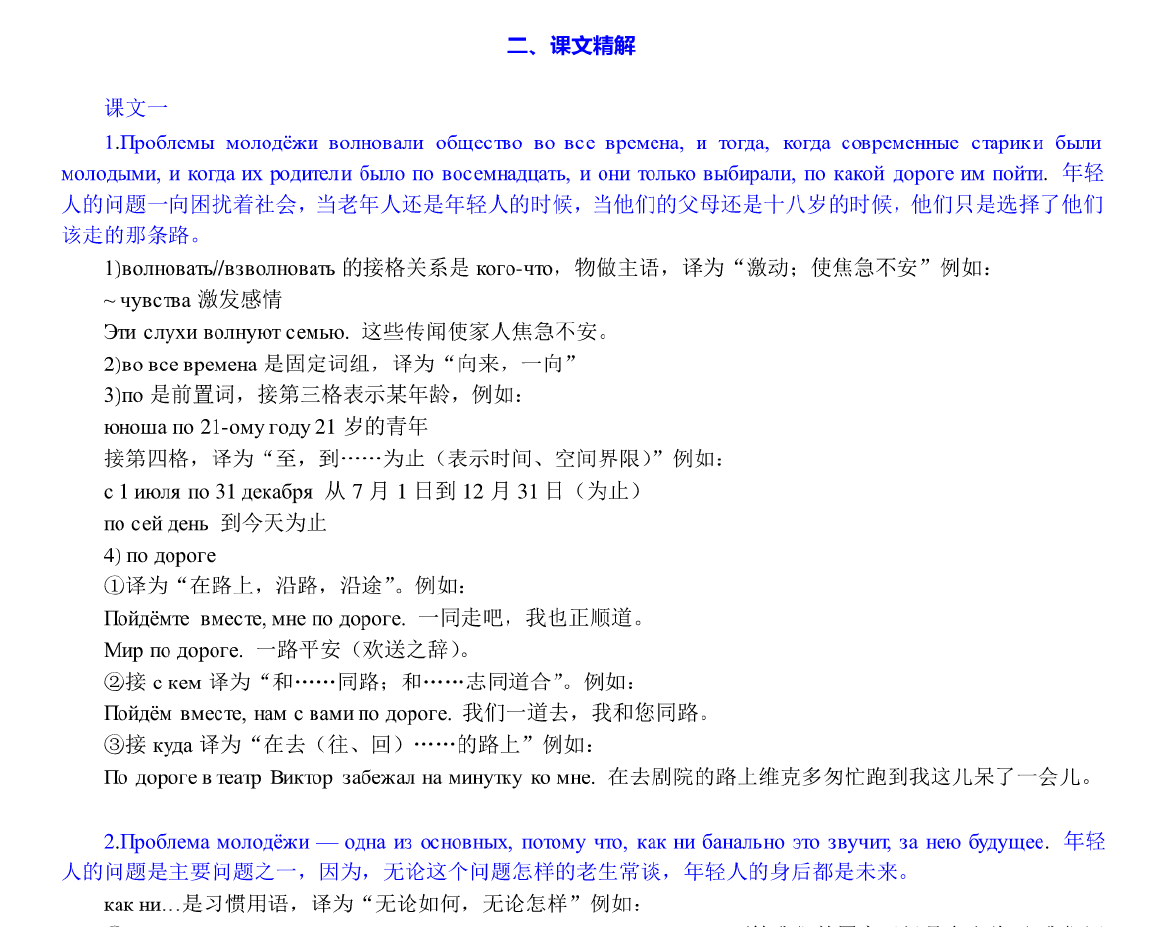 二、课文精解
课文一
1.Проблемы молодёжи волновали общество во все времена, и тогда, когда современные старики были
молодыми, и когда их родители было по восемнадцать, и они только выбирали, по какой дороге им пойти. 年轻
人的问题一向困扰着社会，当老年人还是年轻人的时候，当他们的父母还是十八岁的时候，他们只是选择了他们
该走的那条路。
1)волновать//взволновать 的接格关系是 кого-что，物做主语，译为“激动；使焦急不安”例如：
~ чувства 激发感情
Эти слухи волнуют семью. 这些传闻使家人焦急不安。
2)во все времена 是固定词组，译为“向来，一向”
3)по 是前置词，接第三格表示某年龄，例如：
юноша по 21-ому году 21 岁的青年
接第四格，译为“至，到……为止（表示时间、空间界限）”例如：
с 1 июля по 31 декабря 从 7 月 1 日到 12 月 31 日（为止）
по сей день 到今天为止
4) по дороге
①译为“在路上，沿路，沿途”。例如：
Пойдёмте вместе, мне по дороге. 一同走吧，我也正顺道。
Мир по дороге. 一路平安（欢送之辞）。
②接 с кем 译为“和……同路；和……志同道合”。例如：
Пойдём вместе, нам с вами по дороге. 我们一道去，我和您同路。
③接 куда 译为“在去（往、回）……的路上”例如：
По дороге в театр Виктор забежал на минутку ко мне. 在去剧院的路上维克多匆忙跑到我这儿呆了一会儿。
2.Проблема молодёжи — одна из основных, потому что, как ни банально это звучит, за нею будущее. 年轻
人的问题是主要问题之一，因为，无论这个问题怎样的老生常谈，年轻人的身后都是未来。
как ни…是习惯用语，译为“无论如何，无论怎样”例如：